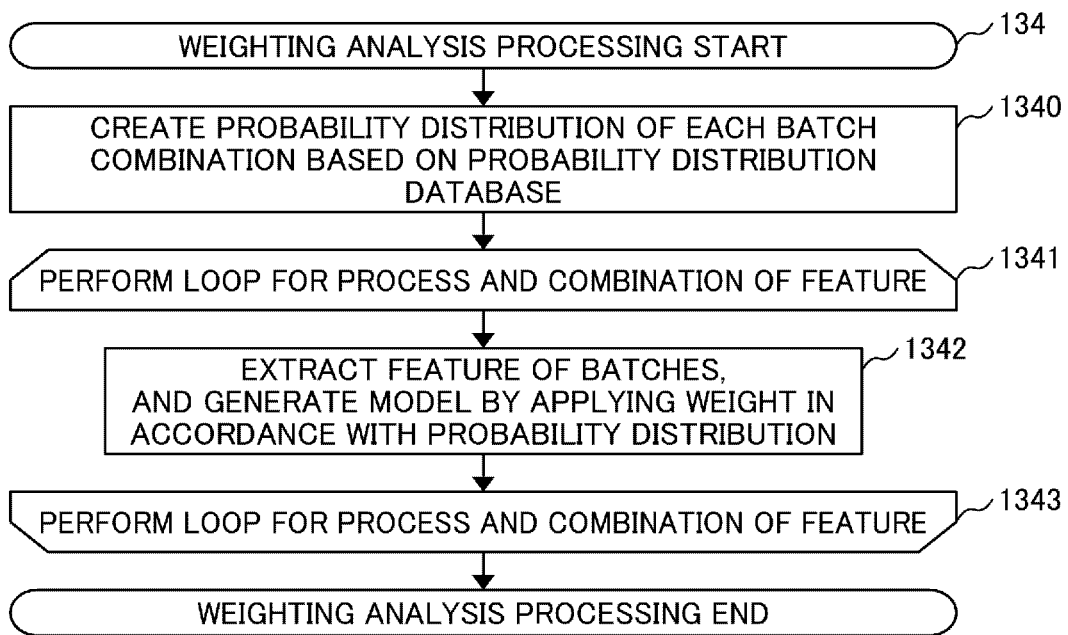 WEIGHTING ANALYSIS PROCESSING START
134
CREATE PROBABILITY DISTRIBUTION OF EACH BATCH
COMBINATION BASED ON PROBABILITY DISTRIBUTION
DATABASE
1340
PERFORM LOOP FOR PROCESS AND COMBINATION OF FEATURE
1341
EXTRACT FEATURE OF BATCHES,
AND GENERATE MODEL BY APPLYING WEIGHT IN
ACCORDANCE WITH PROBABILITY DISTRIBUTION
1342
PERFORM LOOP FOR PROCESS AND COMBINATION OF FEATURE
1343
WEIGHTING ANALYSIS PROCESSING END